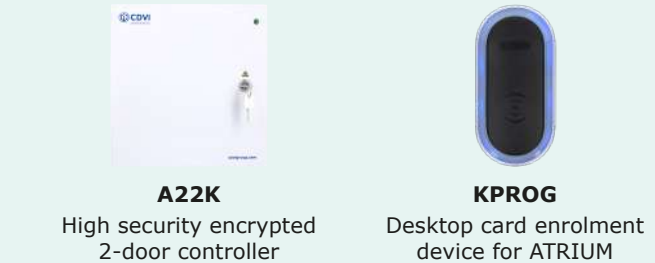 CDVI
A22K
High security encrypted
2-door controller
KPROG
Desktop card enrolment
device for ATRIUM